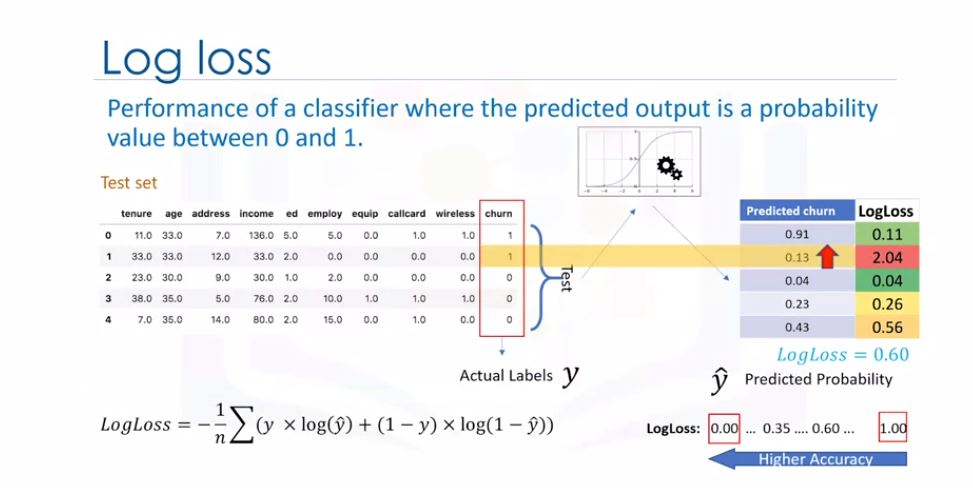 Log loss
Performance of a classifier where the predicted output is a probability
value between 0 and 1.
Test set
tenure age address income ed employ equip callcard wireless churn
0 11.0 33.0 7.0 136.0 5.0 5.0 0.0 1.0 1.0 1
1 33.0 33.0 12.0 33.0 2.0 0.0 0.0 0.0 0.0 1
2 23.0 30.0 9.0 30.0 1.0 2.0 0.0 0.0 0.0 0
3 38.0 35.0 5.0 76.0 2.0 10.0 1.0 1.0 1.0 0
4 7.0 35.0 14.0 80.0 2.0 15.0 0.0 1.0 0.0 0
Test
Predicted churn LogLoss
0.91 0.11
0.13 2.04
0.04 0.04
0.23 0.26
0.43 0.56
LogLoss = 0.60
Actual Labels y
ŷ Predicted Probability
LogLoss = −1/n ∑(y × log(ŷ) + (1 − y) × log(1 − ŷ))
LogLoss: 0.00 ... 0.35 .... 0.60 ... 1.00
Higher Accuracy